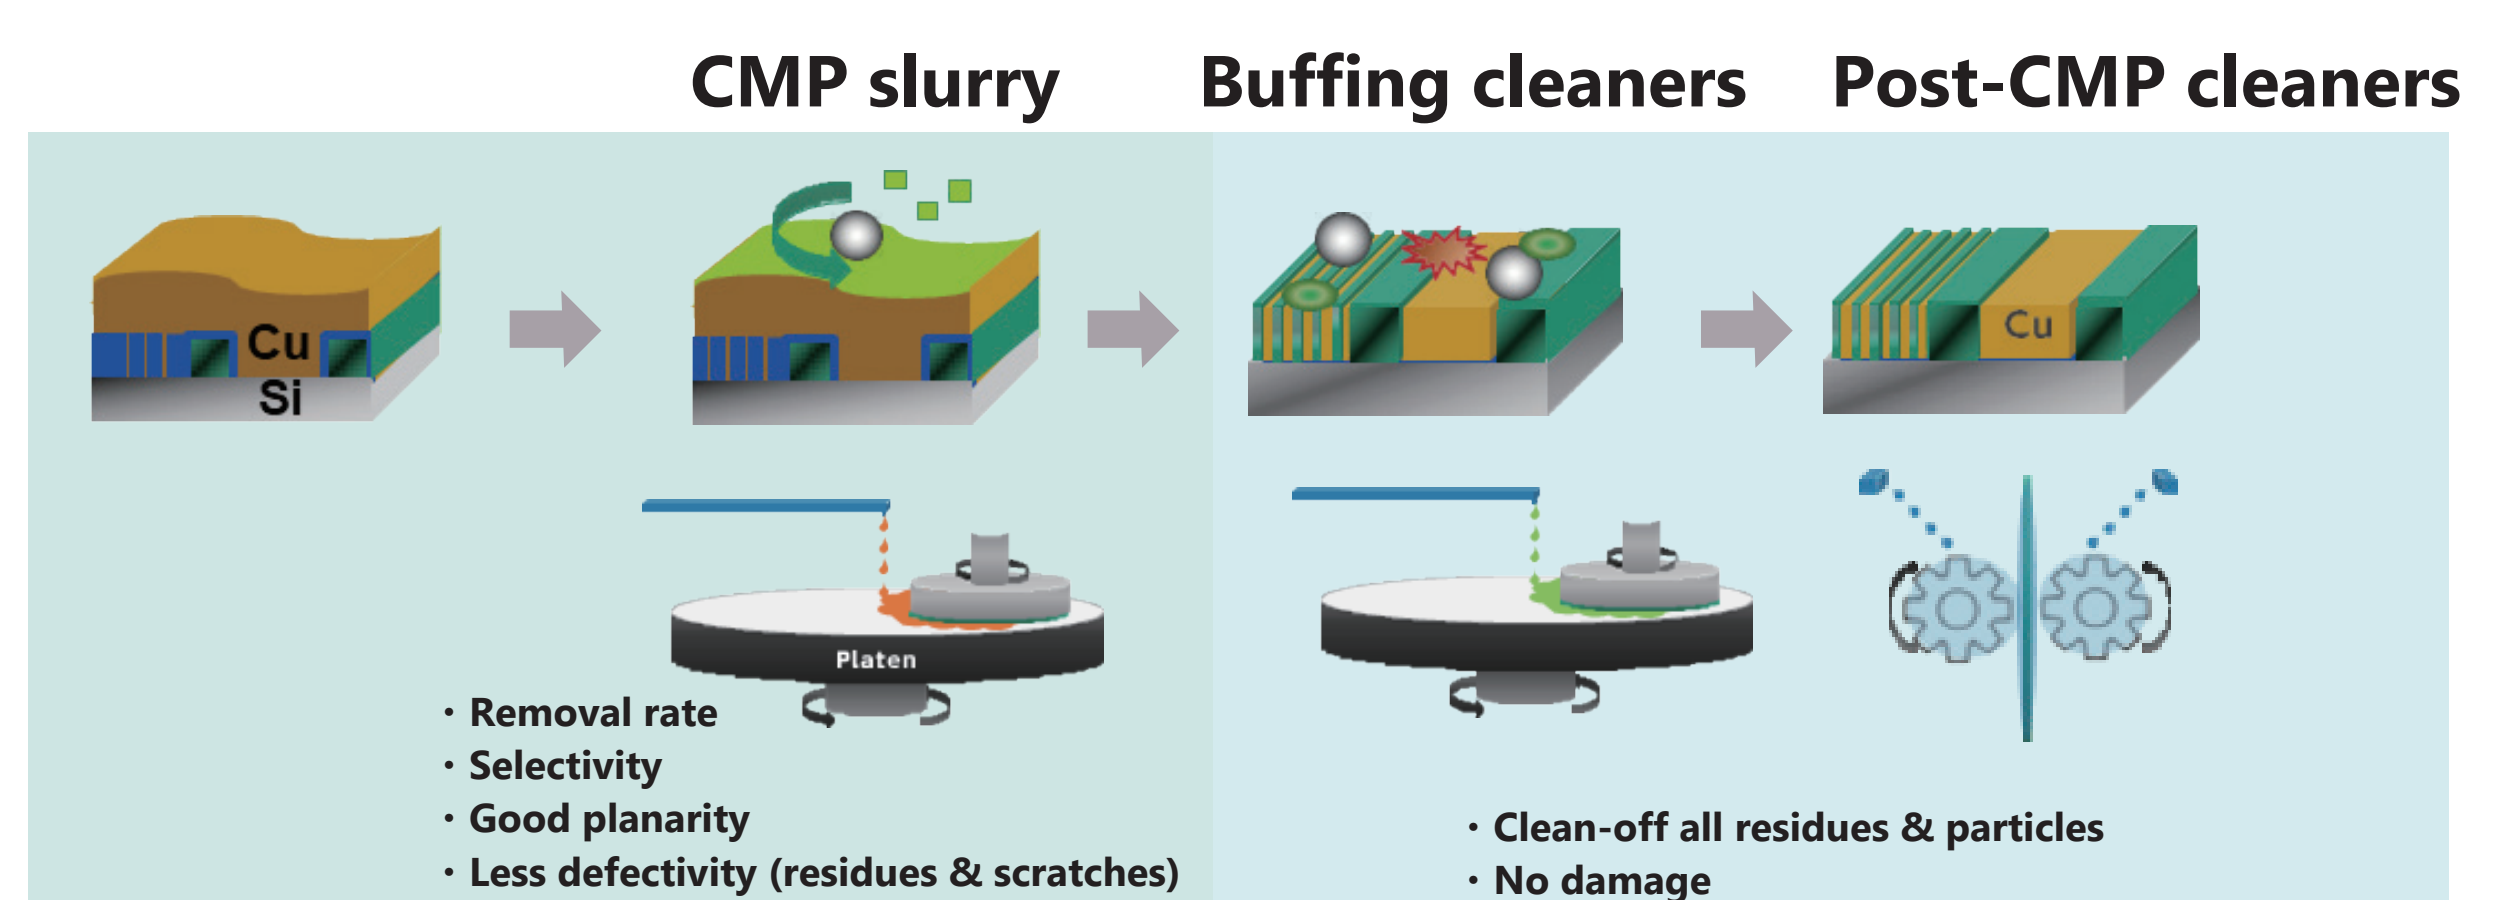 CMP slurry
Buffing cleaners
Post-CMP cleaners
Cu
Si
Cu
Platen
・Removal rate
・Selectivity
・Good planarity
・Less defectivity (residues & scratches)
・Clean-off all residues & particles
・No damage